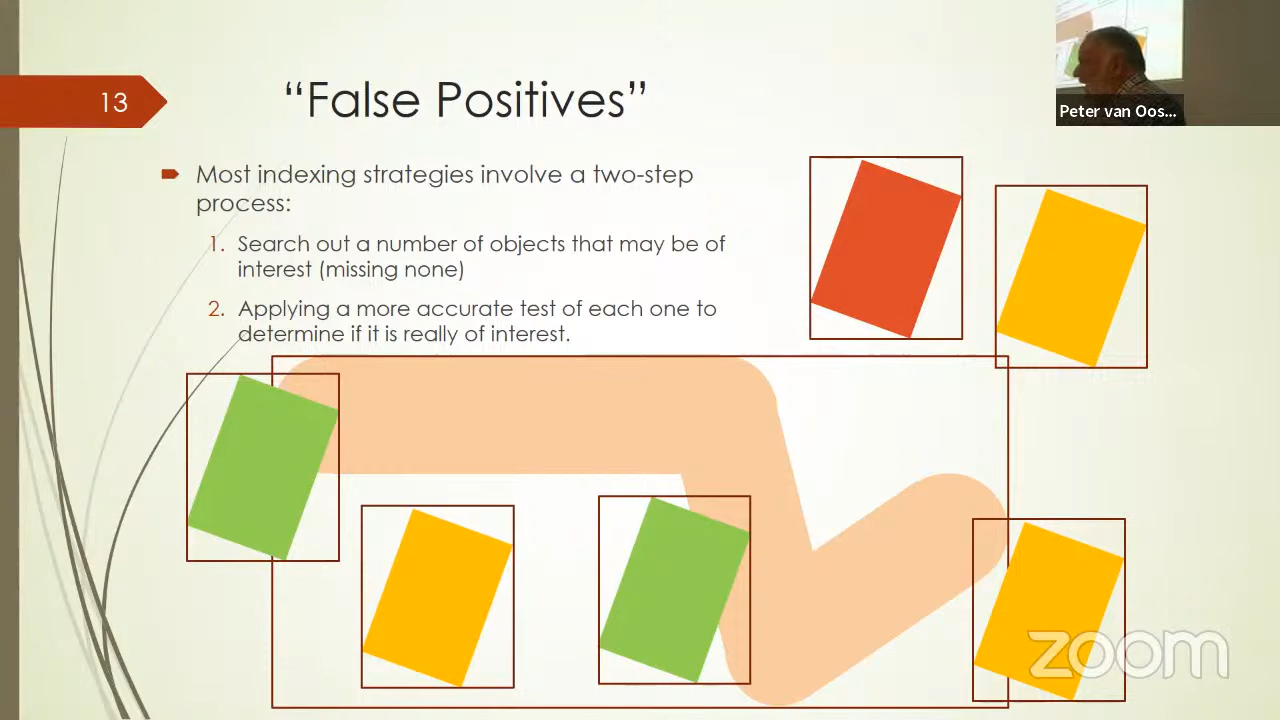 13
“False Positives”
Peter van Oos...
Most indexing strategies involve a two-step
process:
1. Search out a number of objects that may be of
interest (missing none)
2. Applying a more accurate test of each one to
determine if it is really of interest.
zoom